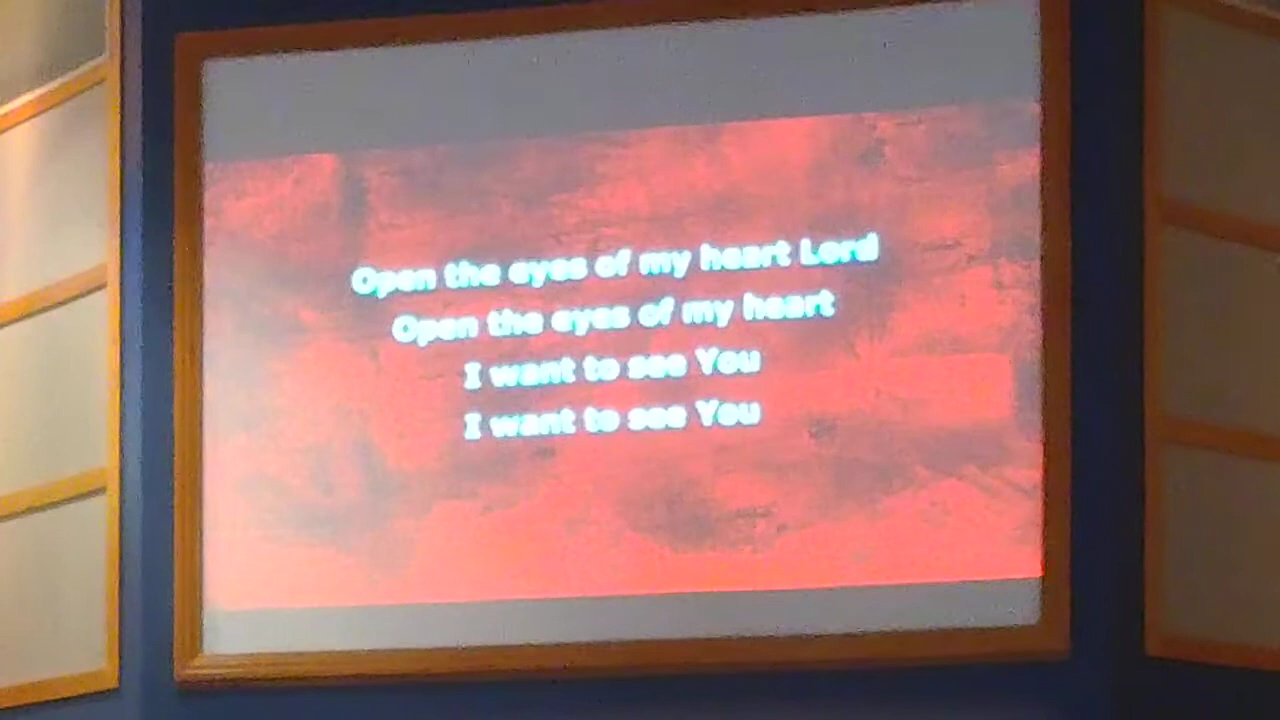 Open the eyes of my heart Lord
Open the eyes of my heart
I want to see You
I want to see You